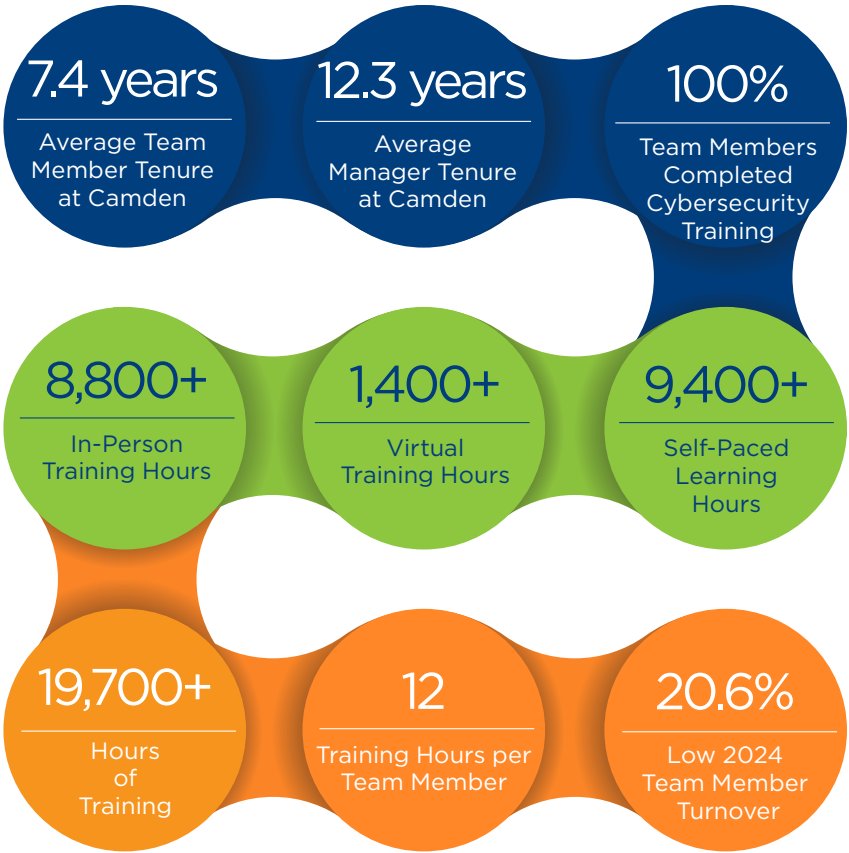 7.4 years
Average Team
Member Tenure
at Camden
12.3 years
Average
Manager Tenure
at Camden
100%
Team Members
Completed
Cybersecurity
Training
8,800+
In-Person
Training Hours
1,400+
Virtual
Training Hours
9,400+
Self-Paced
Learning
Hours
19,700+
Hours
of
Training
12
Training Hours per
Team Member
20.6%
Low 2024
Team Member
Turnover